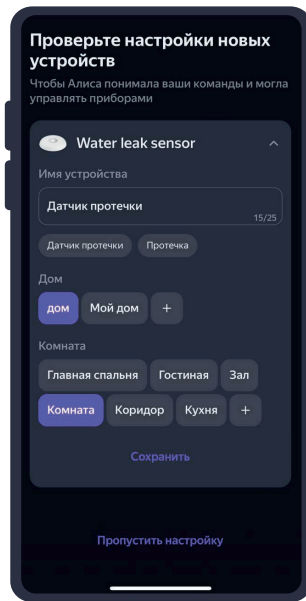 Проверьте настройки новых
устройств
Чтобы Алиса понимала ваши команды и могла
управлять приборами
Water leak sensor
Имя устройства
Датчик протечки
15/25
Датчик протечки Протечка
Дом
дом Мой дом +
Комната
Главная спальня Гостиная Зал
Комната Коридор Кухня +
Сохранить
Пропустить настройку